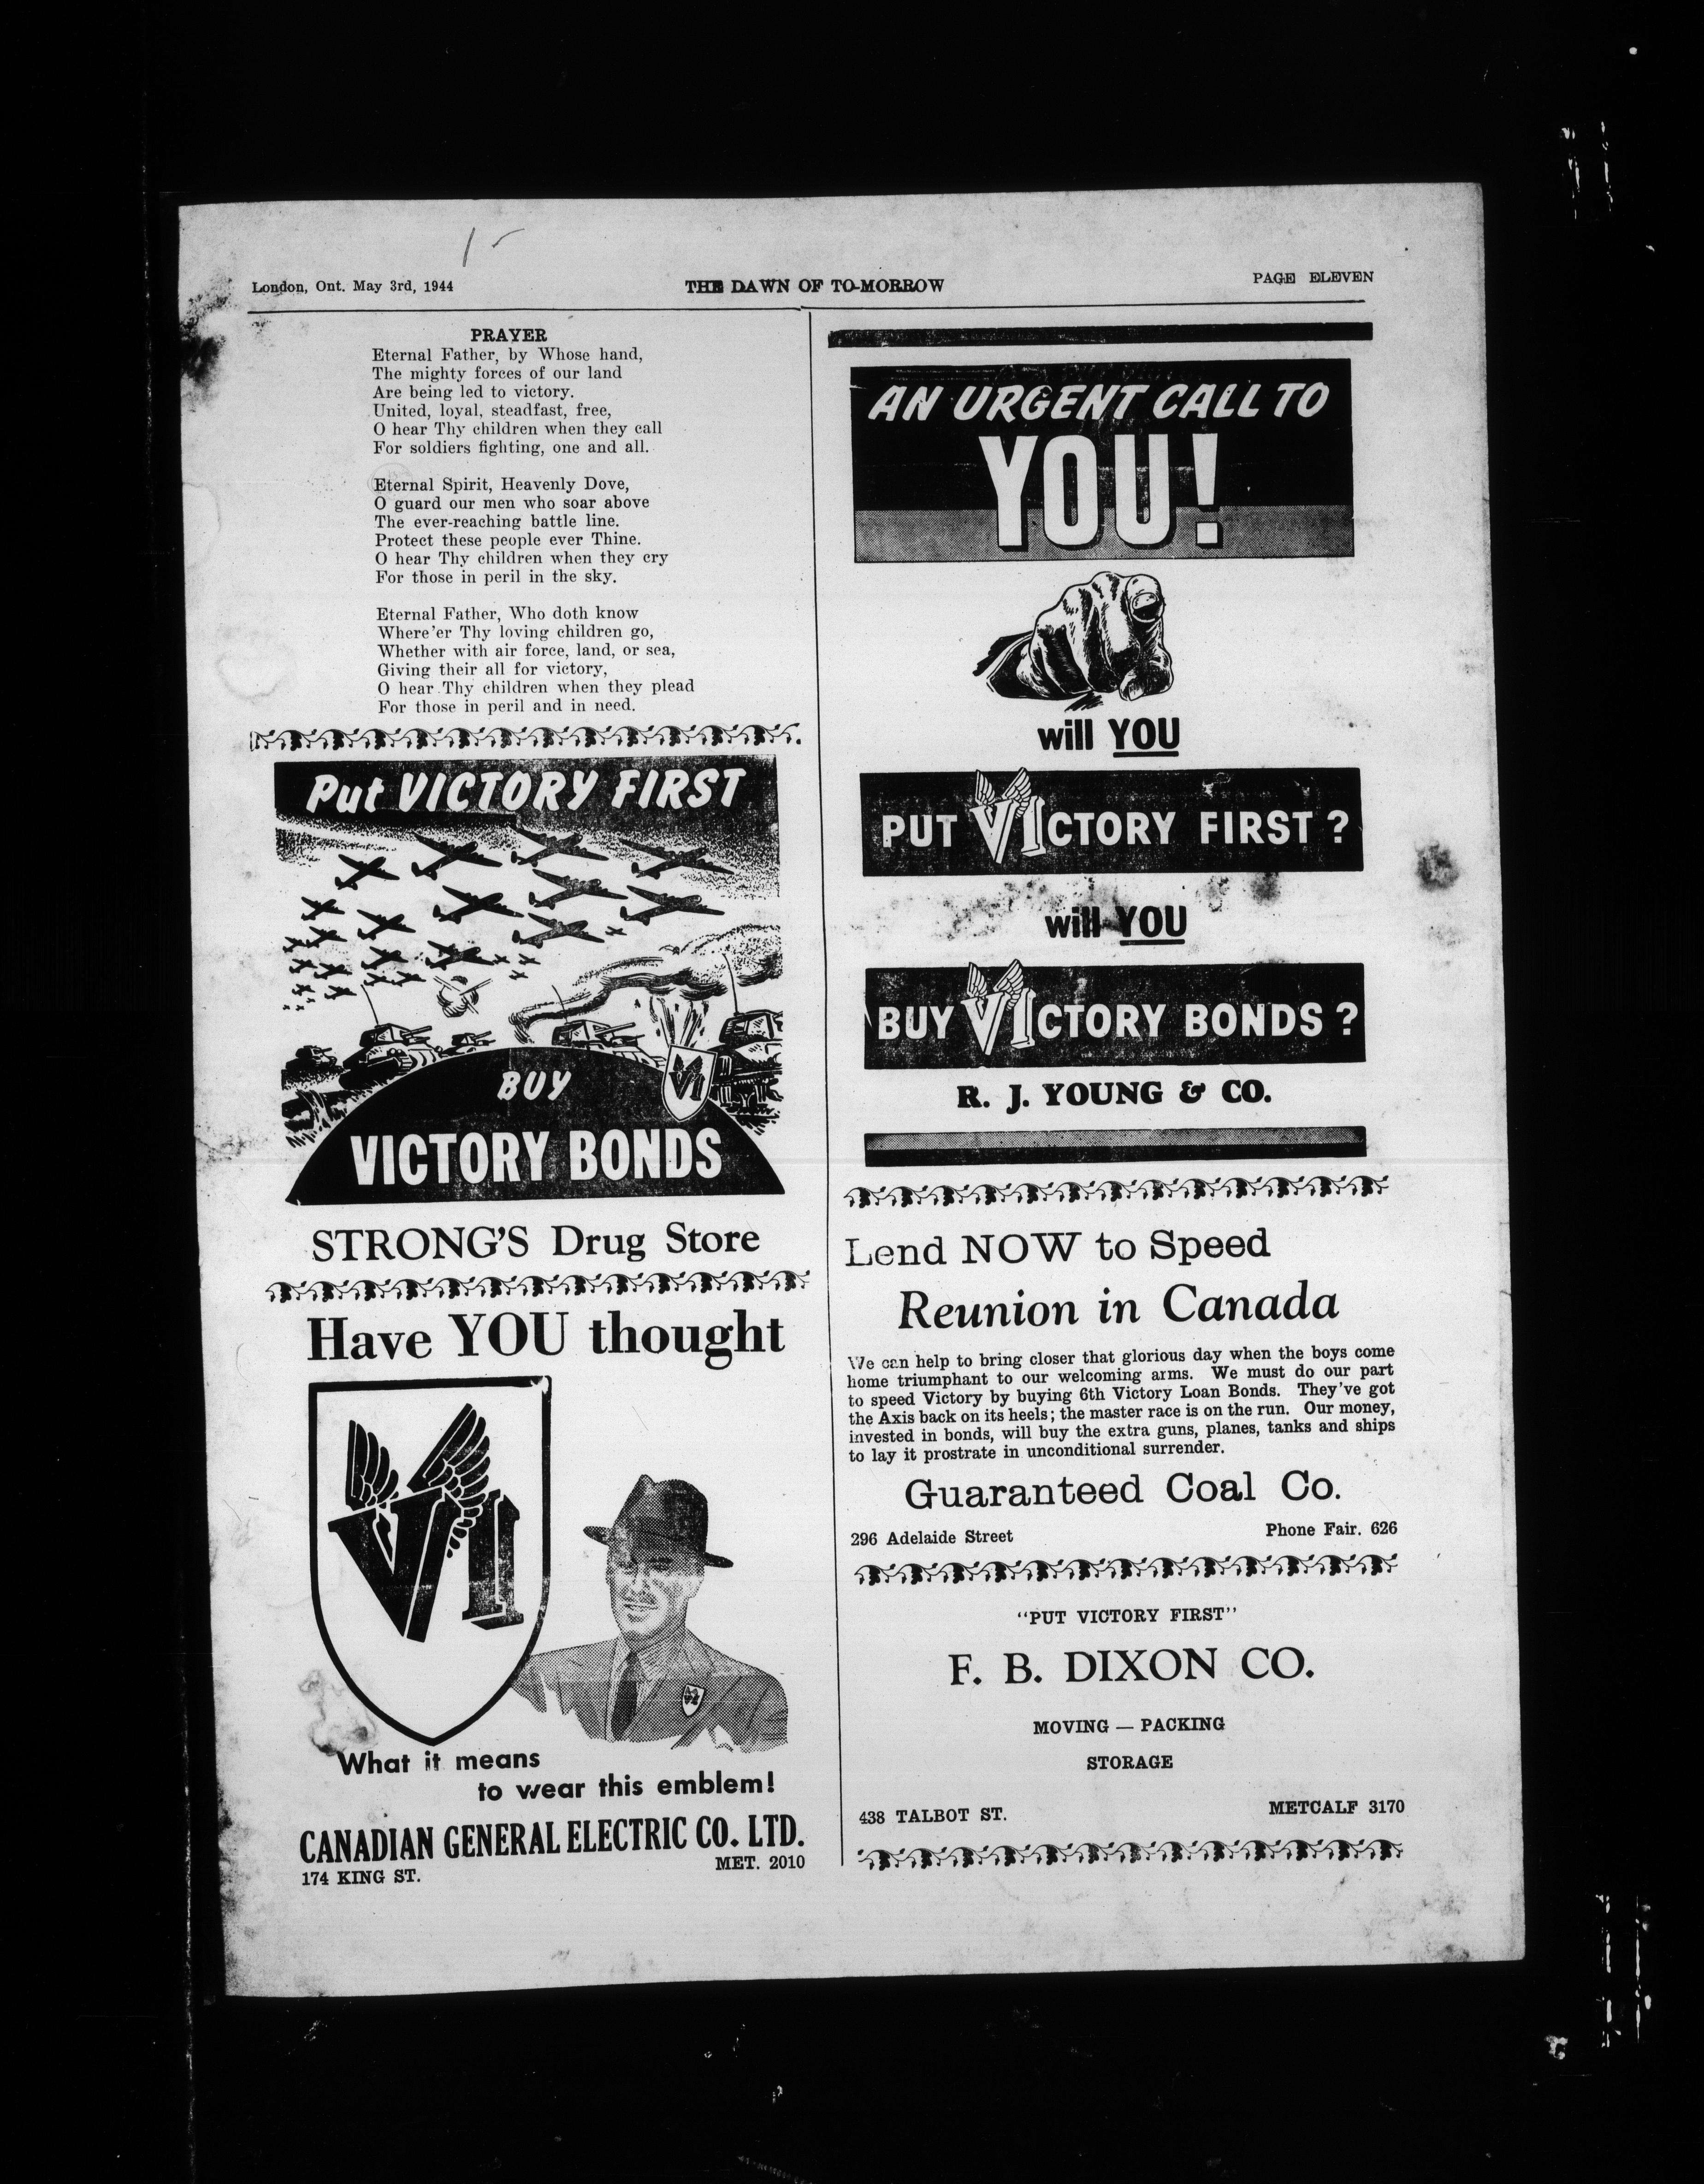 London, Ont. May 3rd, 1944
THE DAWN OF TO-MORROW
PAGE ELEVEN
PRAYER
Eternal Father, by Whose hand,
The mighty forces of our land
Are being led to victory.
United, loyal, steadfast, free,
O hear Thy children when they call
For soldiers fighting, one and all.
Eternal Spirit, Heavenly Dove,
O guard our men who soar above
The ever-reaching battle line.
Protect these people ever Thine.
O hear Thy children when they cry
For those in peril in the sky.
Eternal Father, Who doth know
Where'er Thy loving children go,
Whether with air force, land, or sea,
Giving their all for victory,
O hear Thy children when they plead
For those in peril and in need.
Put VICTORY FIRST
BUY
V1
VICTORY BONDS
STRONG'S Drug Store
Have YOU thought
V1
What it means
to wear this emblem!
CANADIAN GENERAL ELECTRIC CO. LTD.
174 KING ST.
MET. 2010
AN URGENT CALL TO
YOU!
will YOU
PUT VICTORY FIRST?
will YOU
BUY VICTORY BONDS?
R. J. YOUNG & CO.
Lend NOW to Speed
Reunion in Canada
We can help to bring closer that glorious day when the boys come
home triumphant to our welcoming arms. We must do our part
to speed Victory by buying 6th Victory Loan Bonds. They've got
the Axis back on its heels; the master race is on the run. Our money,
invested in bonds, will buy the extra guns, planes, tanks and ships
to lay it prostrate in unconditional surrender.
Guaranteed Coal Co.
296 Adelaide Street
Phone Fair. 626
"PUT VICTORY FIRST"
F. B. DIXON CO.
MOVING — PACKING
STORAGE
438 TALBOT ST.
METCALF 3170